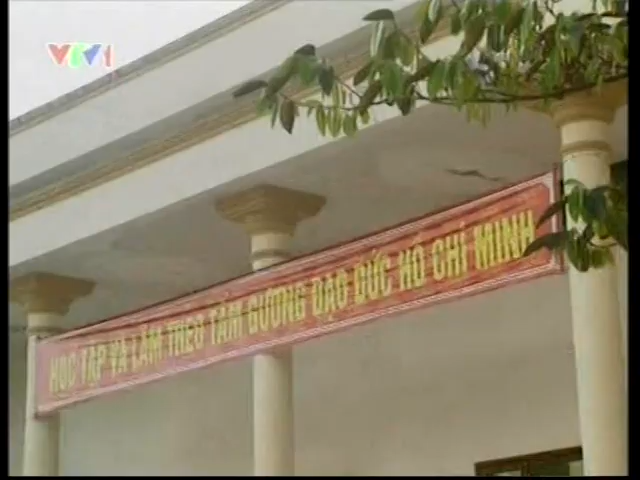 VTV1
HỌC TẬP VÀ LÀM THEO TẤM GƯƠNG ĐẠO ĐỨC HỒ CHÍ MINH